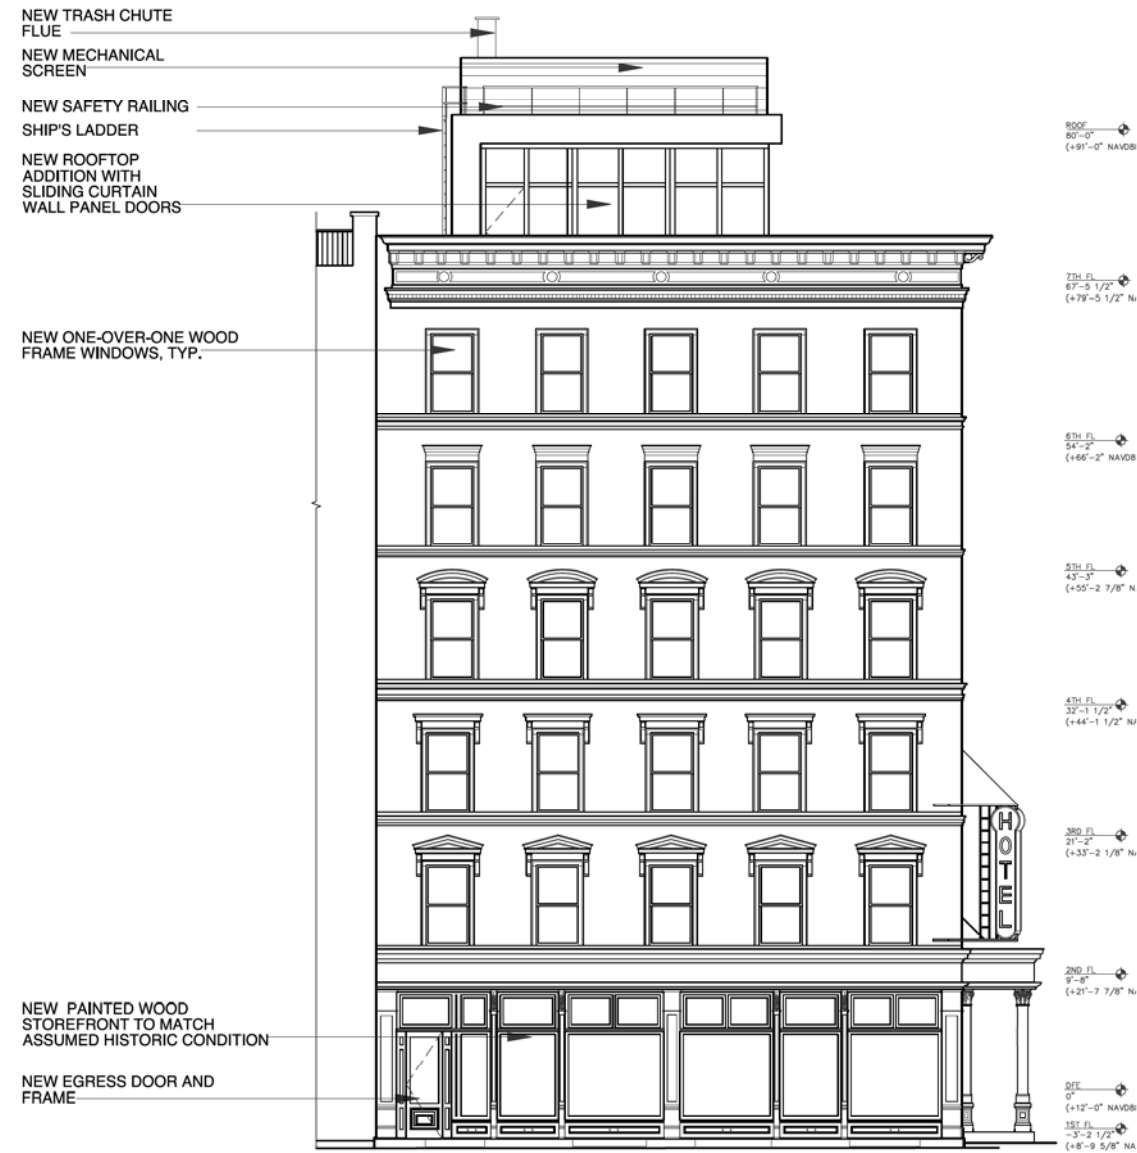 NEW TRASH CHUTE
FLUE
NEW MECHANICAL
SCREEN
NEW SAFETY RAILING
SHIP'S LADDER
NEW ROOFTOP
ADDITION WITH
SLIDING CURTAIN
WALL PANEL DOORS
NEW ONE-OVER-ONE WOOD
FRAME WINDOWS, TYP.
NEW PAINTED WOOD
STOREFRONT TO MATCH
ASSUMED HISTORIC CONDITION
NEW EGRESS DOOR AND
FRAME
HOTEL
ROOF
80'-0"
(+91'-0" NAVD8
7TH FL
67'-5 1/2"
(+79'-5 1/2" N
6TH FL
54'-2"
(+66'-2" NAVD8
5TH FL
43'-3"
(+55'-2 7/8" N
4TH FL
32'-1 1/2"
(+44'-1 1/2" NA
3RD FL
21'-2"
(+33'-2 1/8" N
2ND FL
9'-8"
(+21'-7 7/8" N
DFE
0"
(+12'-0" NAVD8
1ST FL
-3'-2 1/2"
(+8'-9 5/8" NA